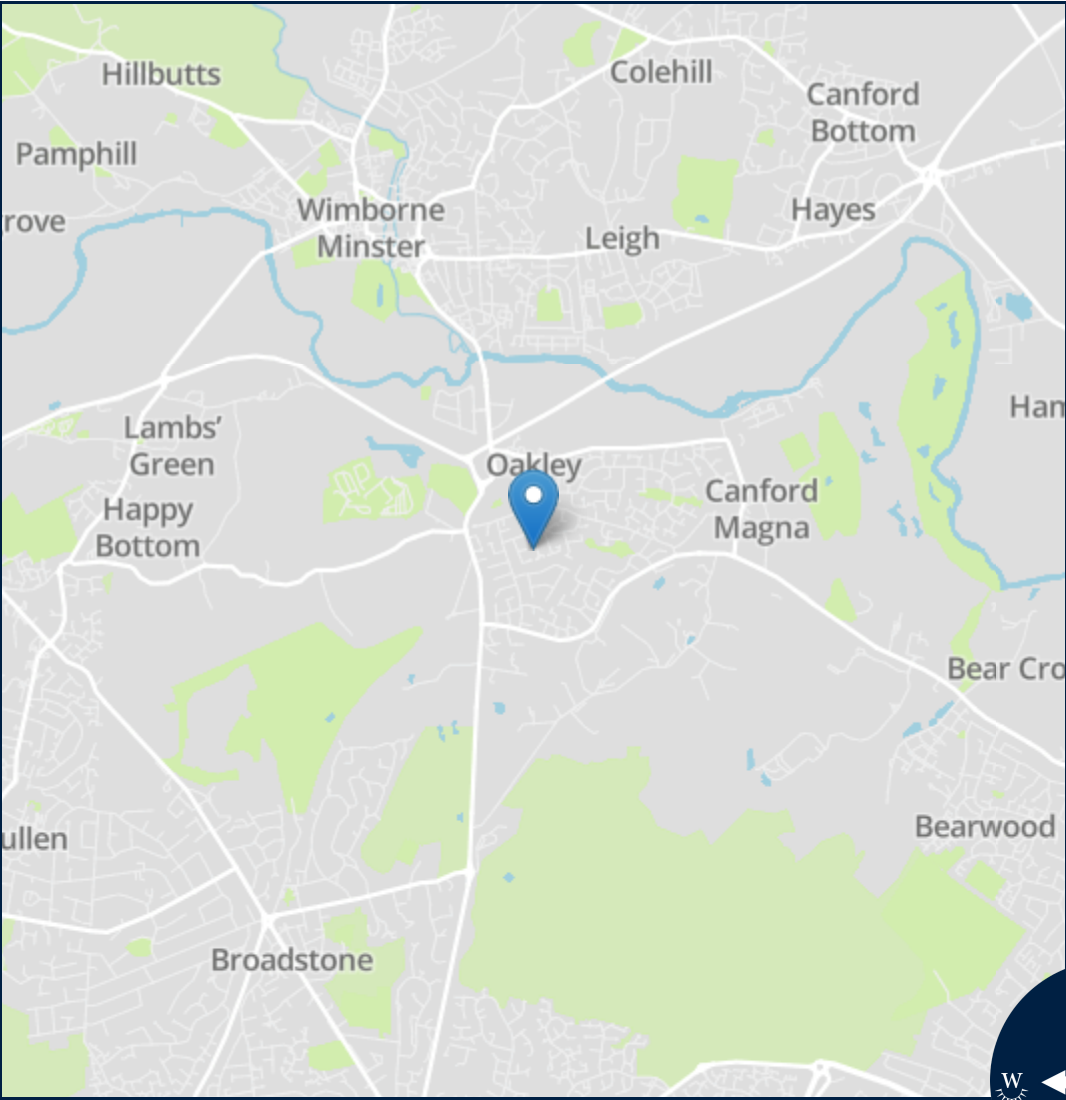 Hillbutts
Colehill
Canford
Bottom
Pamphill
Wimborne
Minster
Hayes
rove
Leigh
Lambs’
Green
Ham
Oakley
Canford
Magna
Happy
Bottom
Bear Cro
ullen
Bearwood
Broadstone
W